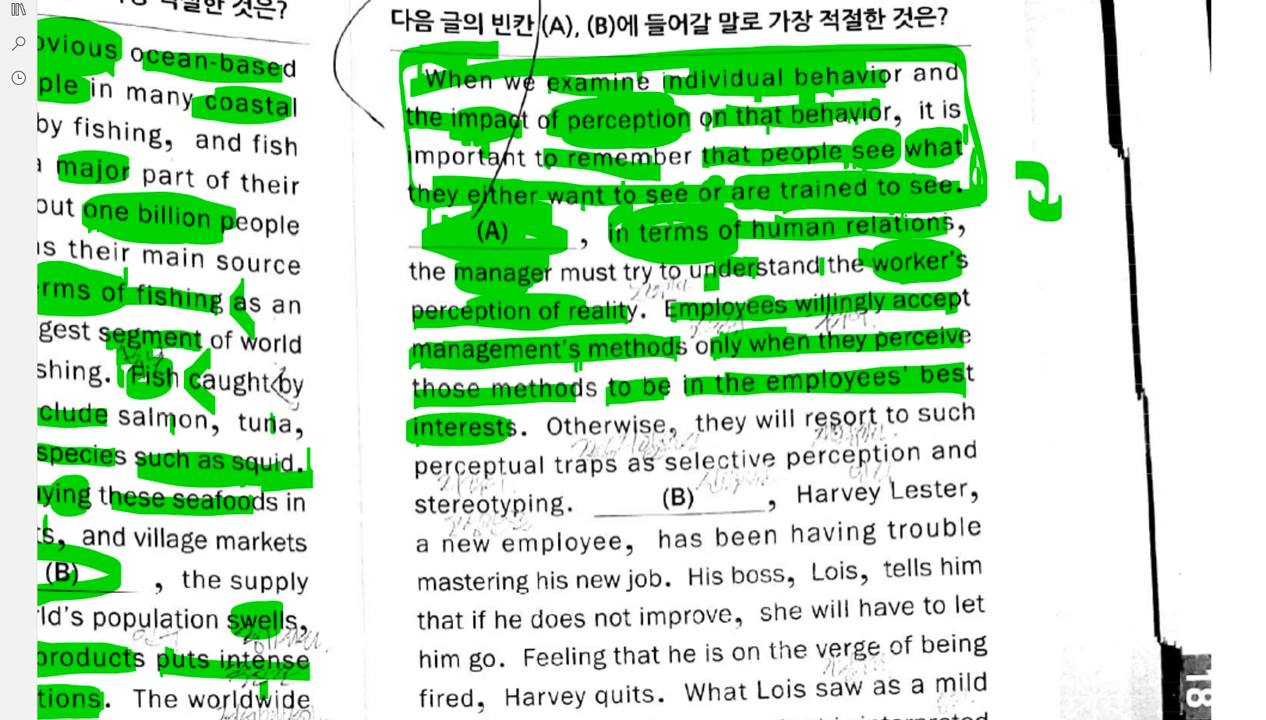 적절한 것은?
ovious ocean-based
ple in many coastal
by fishing, and fish
a major part of their
out one billion people
as their main source
rms of fishing as an
gest segment of world
shing. Fish caught by
clude salmon, tuna,
species such as squid.
ying these seafoods in
ts, and village markets
(B) , the supply
ld's population swells,
products puts intense
tions. The worldwide
다음 글의 빈칸 (A), (B)에 들어갈 말로 가장 적절한 것은?
When we examine individual behavior and
the impact of perception on that behavior, it is
important to remember that people see what
they either want to see or are trained to see.
(A) , in terms of human relations,
the manager must try to understand the worker's
perception of reality. Employees willingly accept
management's methods only when they perceive
those methods to be in the employees' best
interests. Otherwise, they will resort to such
perceptual traps as selective perception and
stereotyping. (B) , Harvey Lester,
a new employee, has been having trouble
mastering his new job. His boss, Lois, tells him
that if he does not improve, she will have to let
him go. Feeling that he is on the verge of being
fired, Harvey quits. What Lois saw as a mild